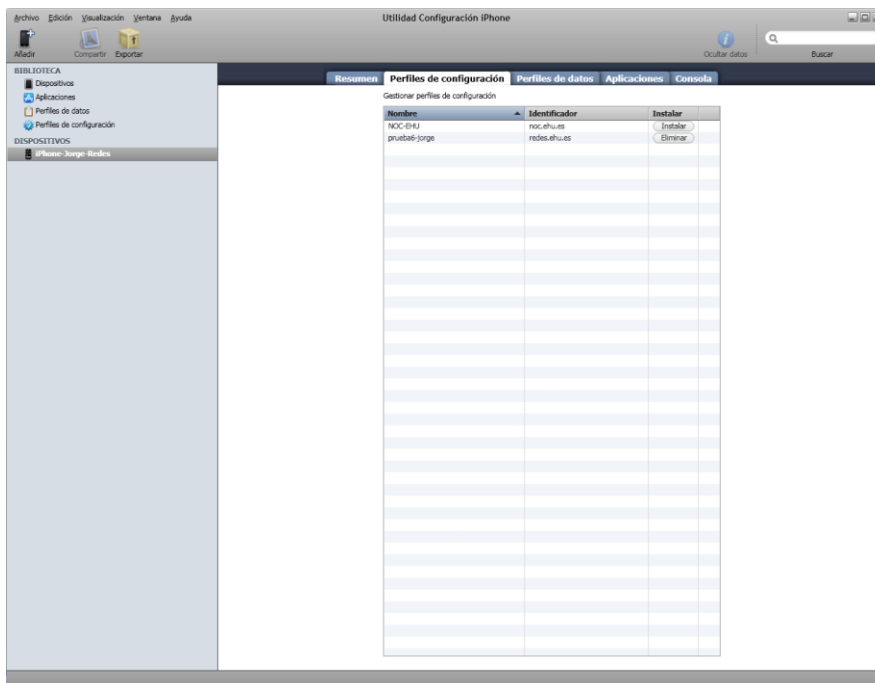 Archivo Edición Visualización Ventana Ayuda
Utilidad Configuración iPhone
Añadir Compartir Exportar
Ocultar datos
Buscar
BIBLIOTECA
Dispositivos
Aplicaciones
Perfiles de datos
Perfiles de configuración
DISPOSITIVOS
iPhone-Jorge-Redes
Resumen Perfiles de configuración Perfiles de datos Aplicaciones Consola
Gestionar perfiles de configuración
Nombre Identificador Instalar
NOC-EHU noc.ehu.es Instalar
prueba6-jorge redes.ehu.es Eliminar